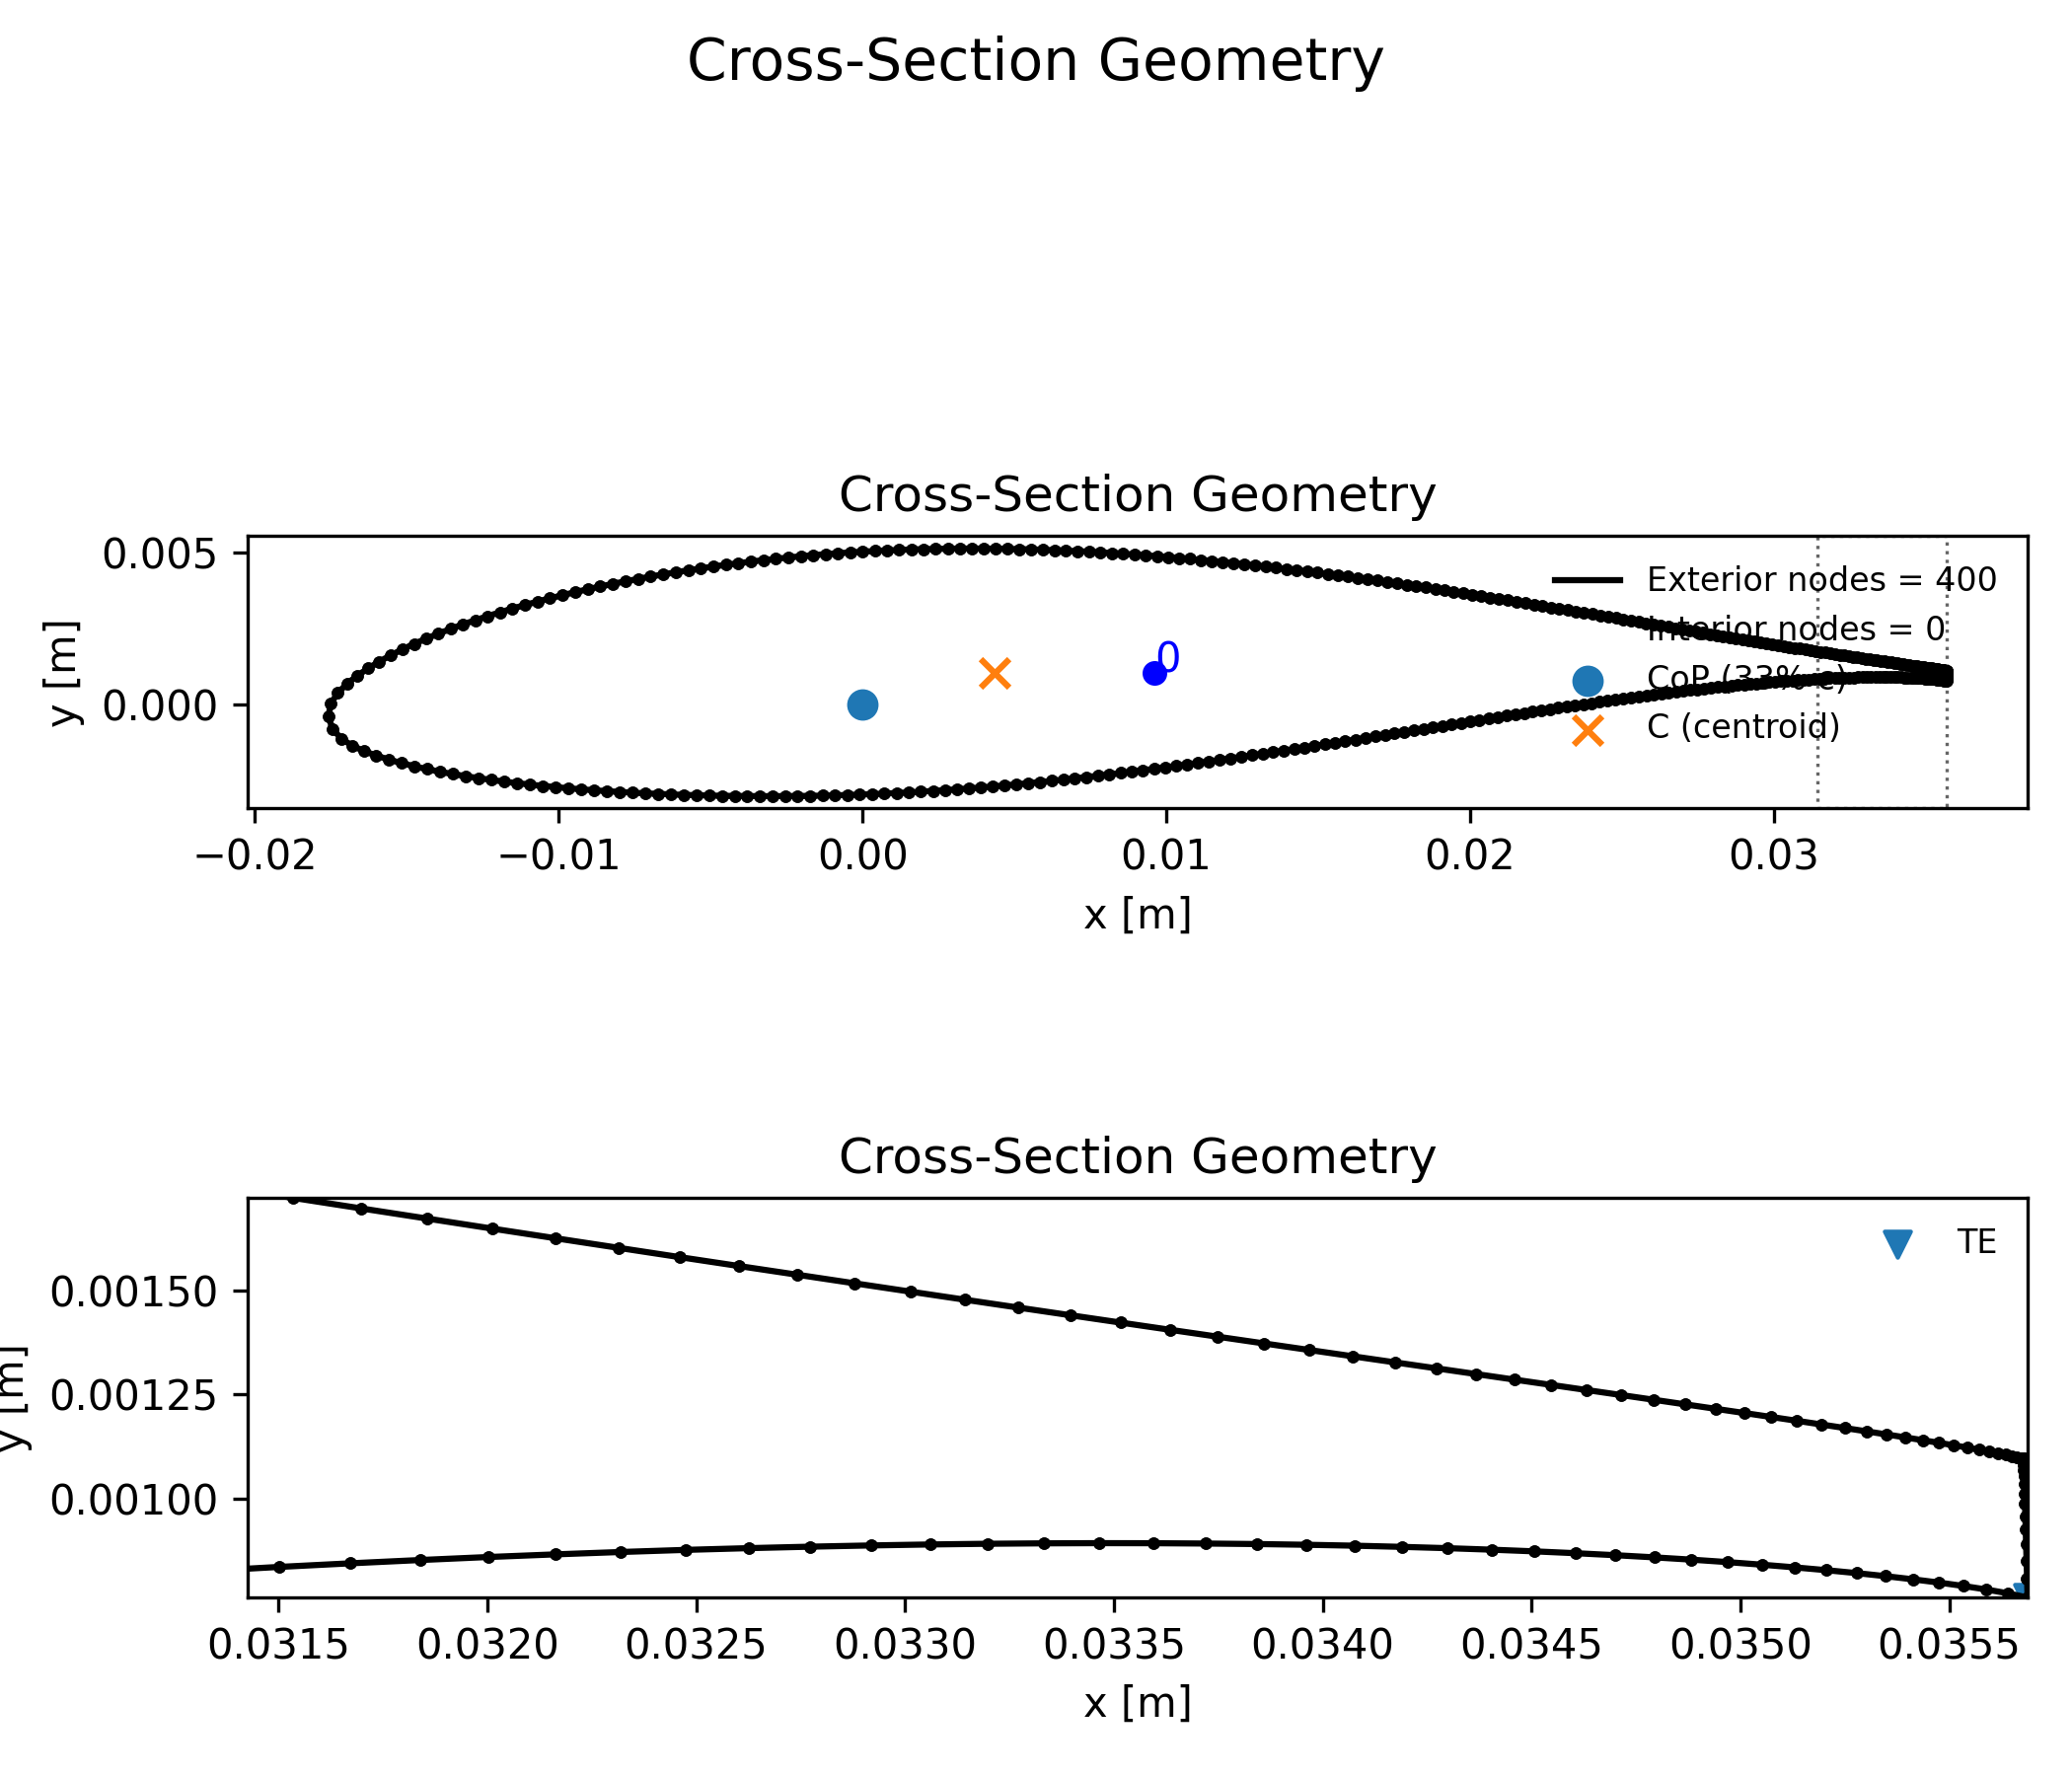 Cross-Section Geometry
Cross-Section Geometry
0.005
0.000
y [m]
Exterior nodes = 400
Interior nodes = 0
CoP (33% c)
C (centroid)
0
−0.02
−0.01
0.00
0.01
0.02
0.03
x [m]
Cross-Section Geometry
TE
0.00150
0.00125
0.00100
y [m]
0.0315
0.0320
0.0325
0.0330
0.0335
0.0340
0.0345
0.0350
0.0355
x [m]